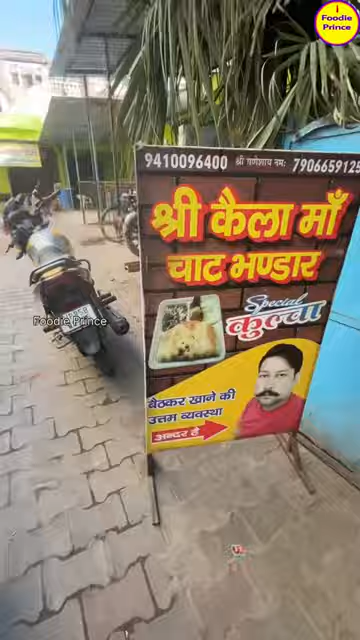 i
Foodie
Prince
9410096400 श्री गणेशाय नमः 7906659125
श्री कैला माँ
चाट भण्डार
Special
कुल्चा
बैठकर खाने की
उत्तम व्यवस्था
अन्दर है
Foodie Prince